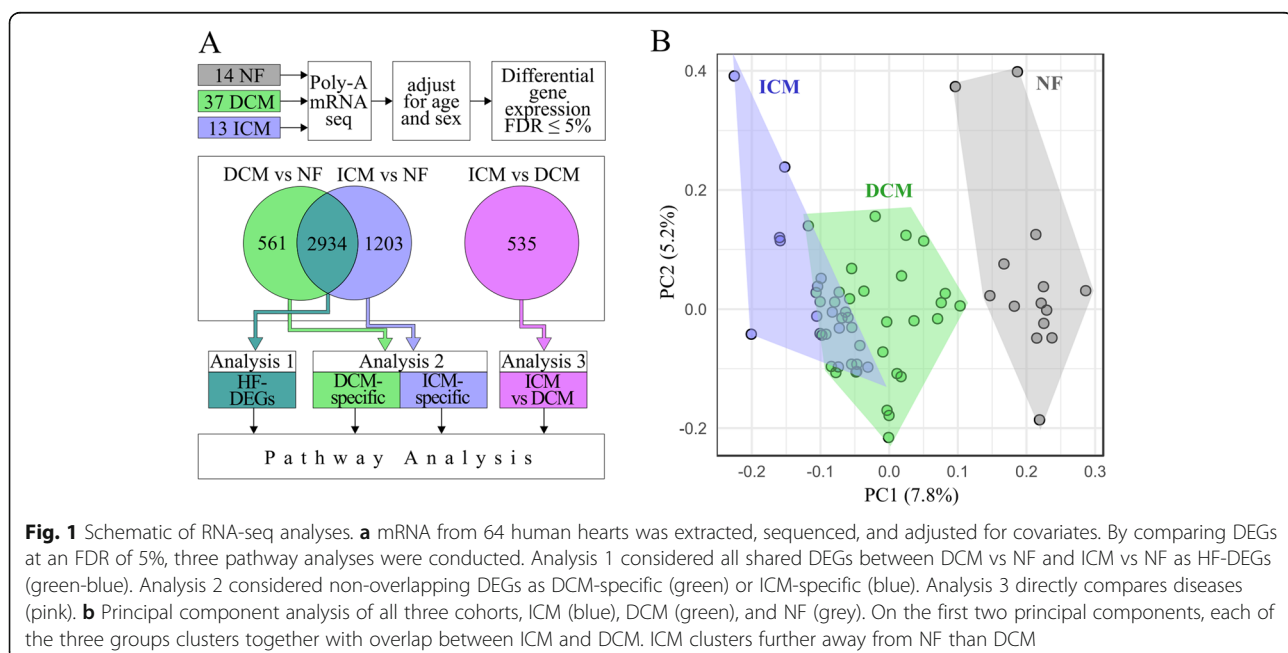 A
14 NF
37 DCM
13 ICM
Poly-A
mRNA
seq
adjust
for age
and sex
Differential
gene
expression
FDR ≤ 5%
DCM vs NF
ICM vs NF
ICM vs DCM
561
2934
1203
535
Analysis 1
HF-
DEGs
Analysis 2
DCM-
specific
ICM-
specific
Analysis 3
ICM
vs DCM
Pathway Analysis
B
ICM
DCM
NF
PC2 (5.2%)
0.4
0.2
0.0
-0.2
-0.2
-0.1
0.0
0.1
0.2
0.3
PC1 (7.8%)
Fig. 1 Schematic of RNA-seq analyses. a mRNA from 64 human hearts was extracted, sequenced, and adjusted for covariates. By comparing DEGs
at an FDR of 5%, three pathway analyses were conducted. Analysis 1 considered all shared DEGs between DCM vs NF and ICM vs NF as HF-DEGs
(green-blue). Analysis 2 considered non-overlapping DEGs as DCM-specific (green) or ICM-specific (blue). Analysis 3 directly compares diseases
(pink). b Principal component analysis of all three cohorts, ICM (blue), DCM (green), and NF (grey). On the first two principal components, each of
the three groups clusters together with overlap between ICM and DCM. ICM clusters further away from NF than DCM